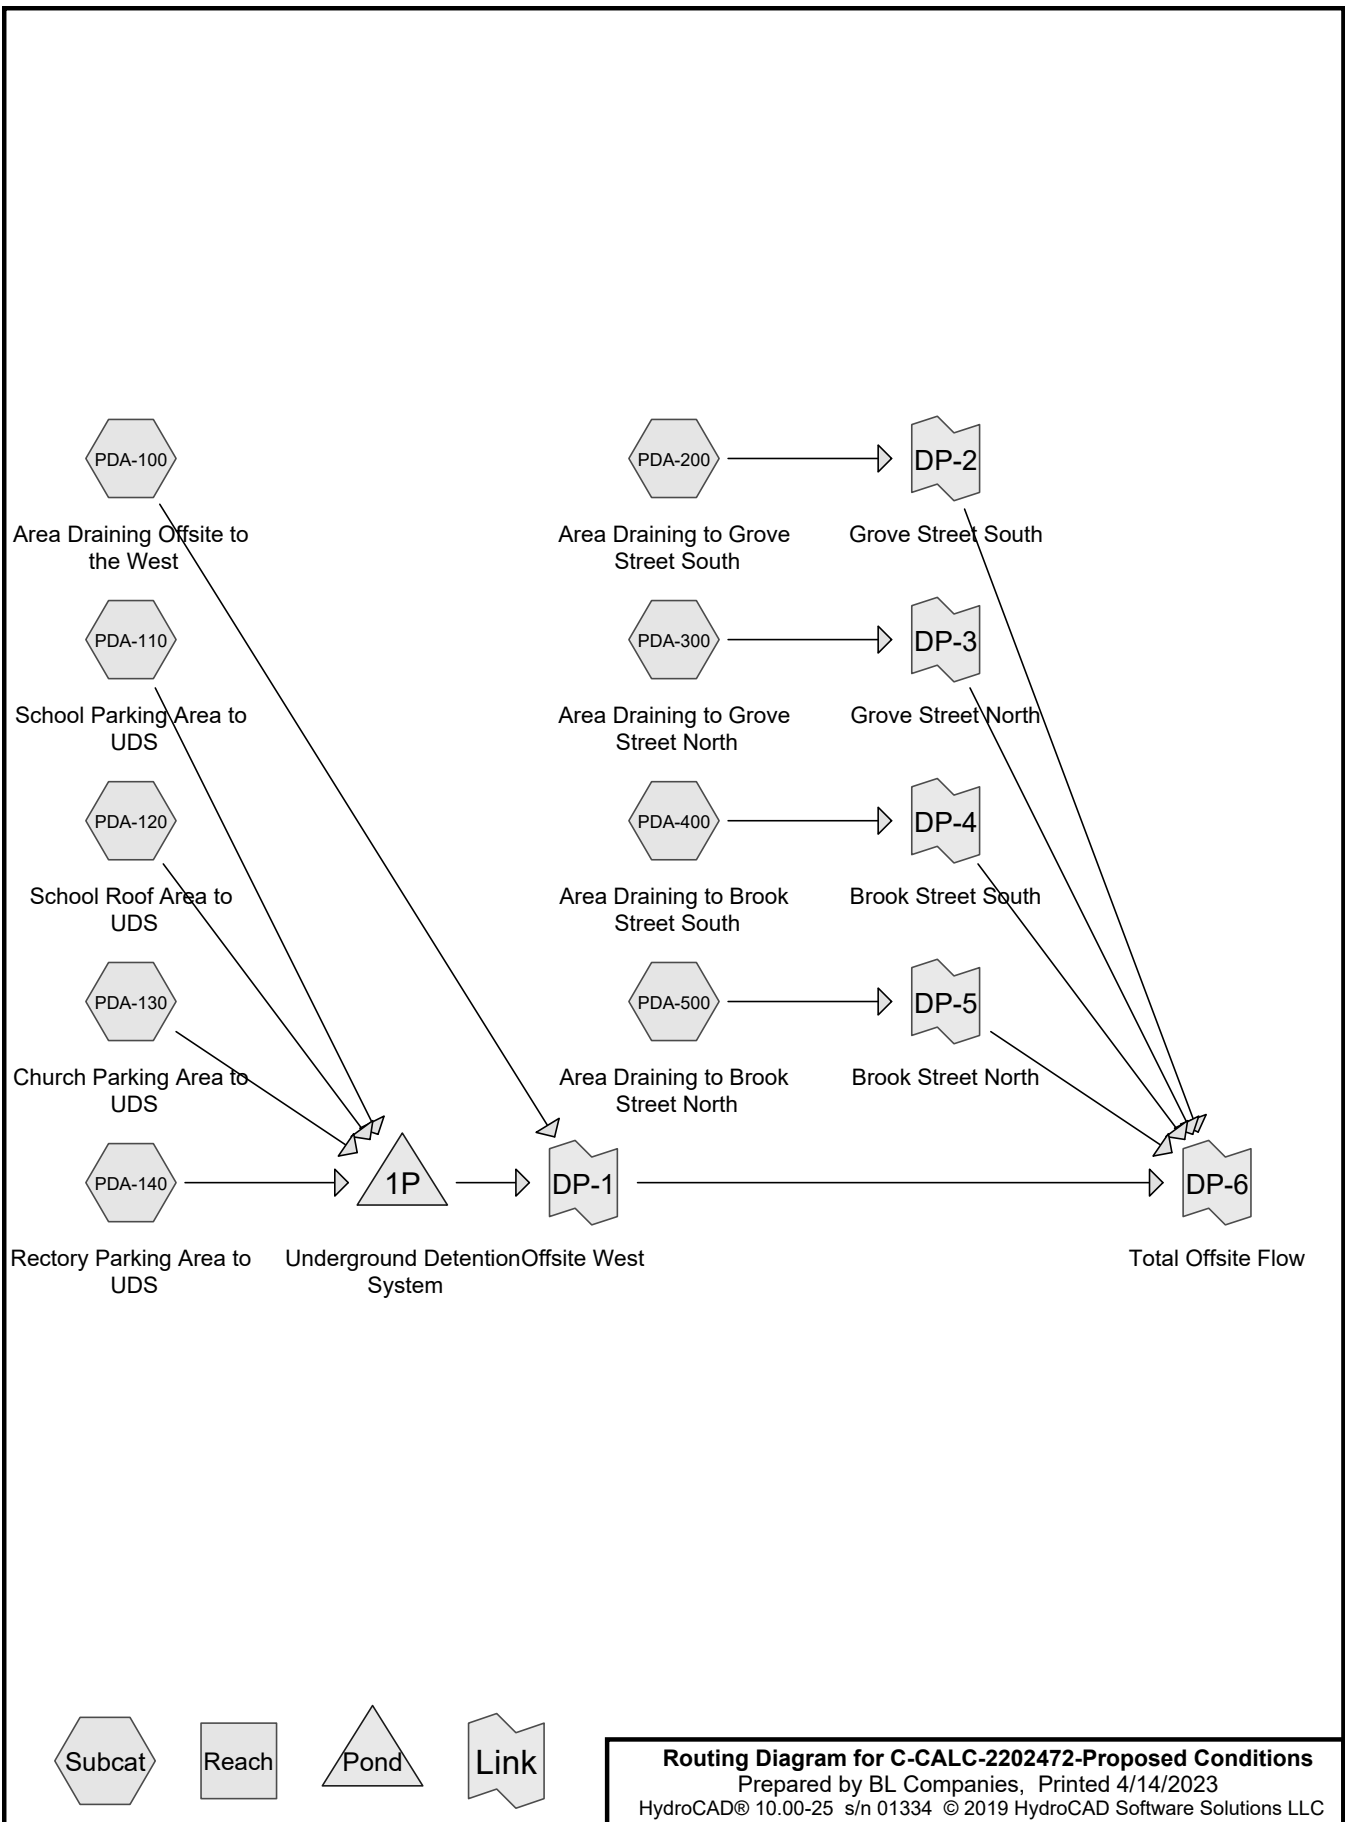 PDA-100
Area Draining Offsite to
the West
PDA-110
School Parking Area to
UDS
PDA-120
School Roof Area to
UDS
PDA-130
Church Parking Area to
UDS
PDA-140
Rectory Parking Area to
UDS
1P
Underground Detention
System
DP-1
Offsite West
PDA-200
Area Draining to Grove
Street South
DP-2
Grove Street South
PDA-300
Area Draining to Grove
Street North
DP-3
Grove Street North
PDA-400
Area Draining to Brook
Street South
DP-4
Brook Street South
PDA-500
Area Draining to Brook
Street North
DP-5
Brook Street North
DP-6
Total Offsite Flow
Subcat
Reach
Pond
Link
Routing Diagram for C-CALC-2202472-Proposed Conditions
Prepared by BL Companies, Printed 4/14/2023
HydroCAD® 10.00-25 s/n 01334 © 2019 HydroCAD Software Solutions LLC